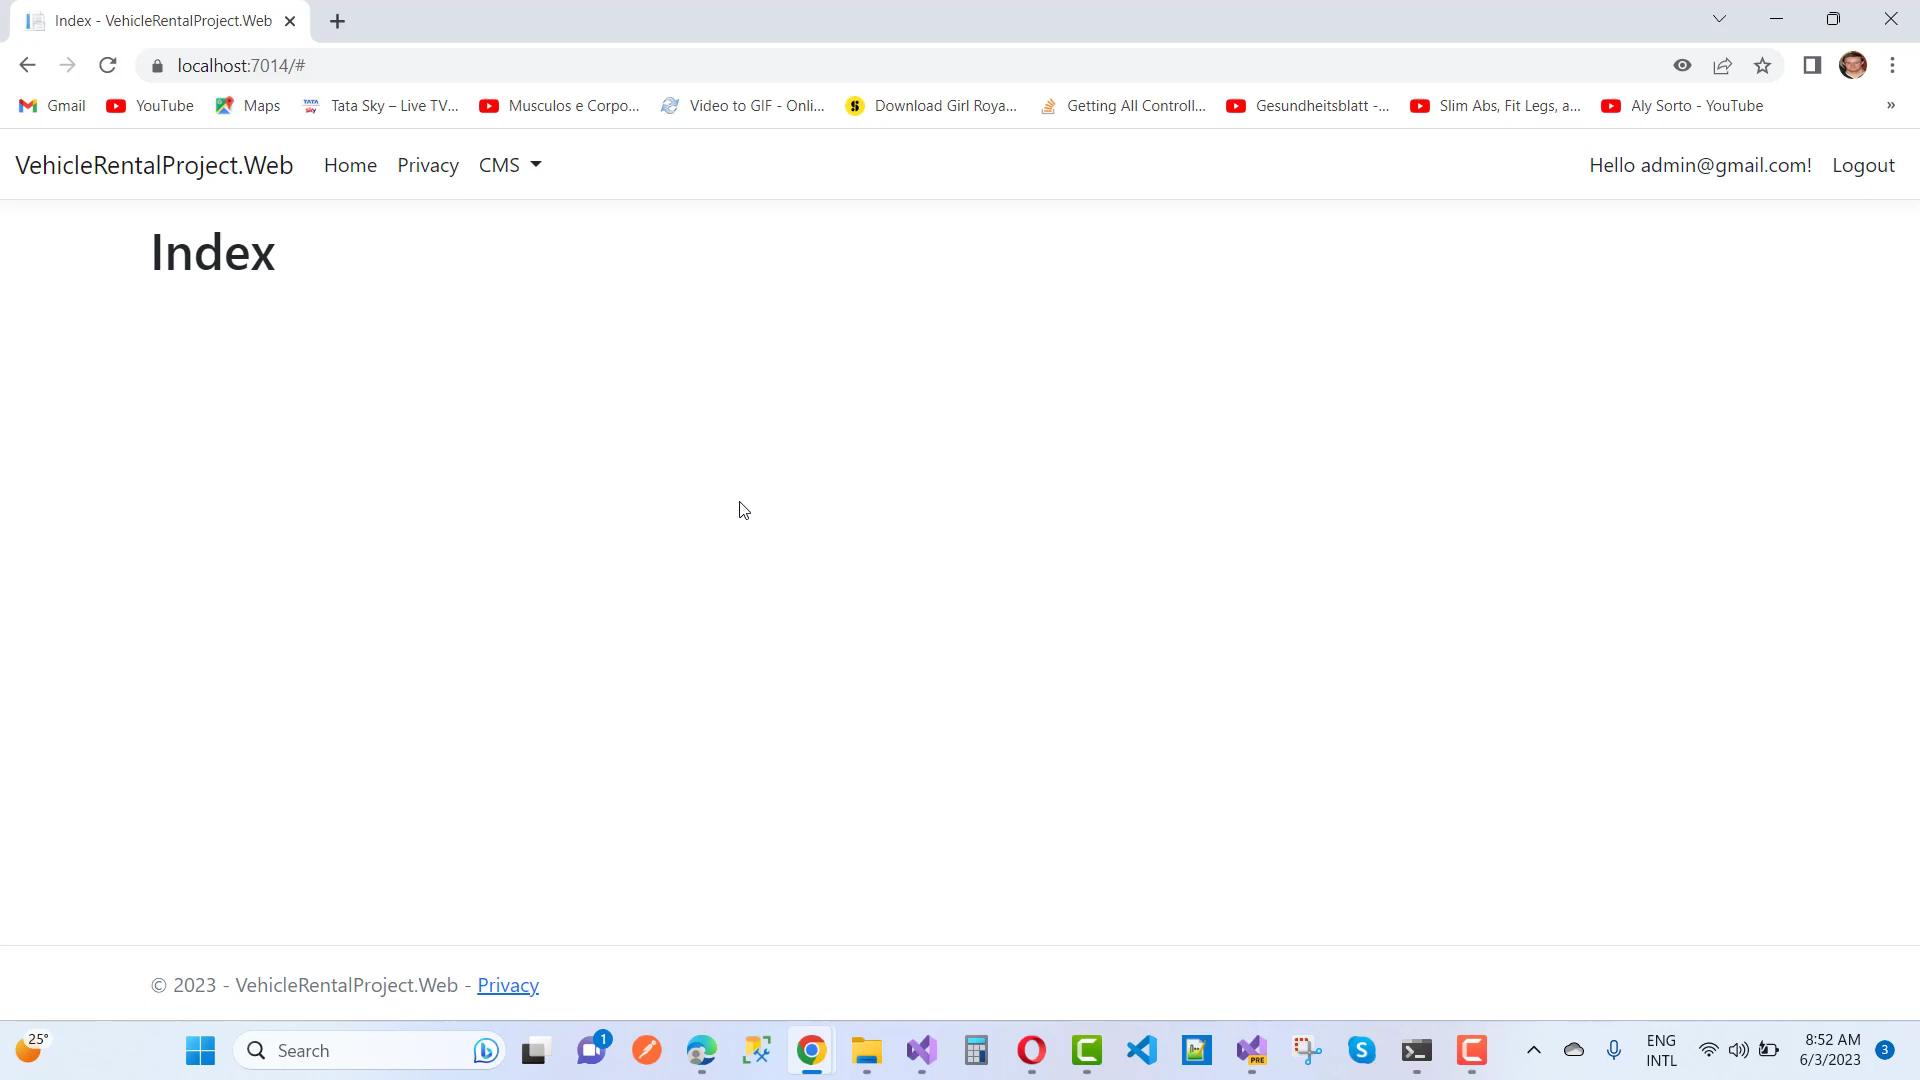 Index - VehicleRentalProject.Web
localhost:7014/#
Gmail YouTube Maps Tata Sky – Live TV... Musculos e Corpo... Video to GIF - Onli... Download Girl Roya... Getting All Controll... Gesundheitsblatt -... Slim Abs, Fit Legs, a... Aly Sorto - YouTube »
VehicleRentalProject.Web Home Privacy CMS Hello admin@gmail.com! Logout
Index
© 2023 - VehicleRentalProject.Web - Privacy
25° Search 1 PRE ENG INTL 8:52 AM 6/3/2023 3